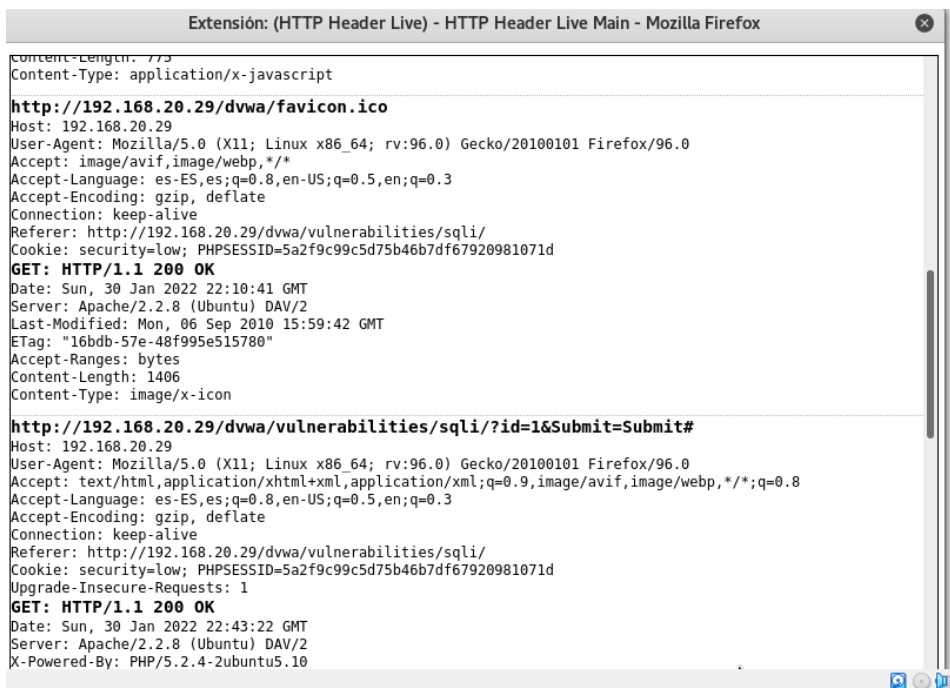 Extensión: (HTTP Header Live) - HTTP Header Live Main - Mozilla Firefox
Content-Length: 775
Content-Type: application/x-javascript
http://192.168.20.29/dvwa/favicon.ico
Host: 192.168.20.29
User-Agent: Mozilla/5.0 (X11; Linux x86_64; rv:96.0) Gecko/20100101 Firefox/96.0
Accept: image/avif,image/webp,*/*
Accept-Language: es-ES,es;q=0.8,en-US;q=0.5,en;q=0.3
Accept-Encoding: gzip, deflate
Connection: keep-alive
Referer: http://192.168.20.29/dvwa/vulnerabilities/sqli/
Cookie: security=low; PHPSESSID=5a2f9c99c5d75b46b7df67920981071d
GET: HTTP/1.1 200 OK
Date: Sun, 30 Jan 2022 22:10:41 GMT
Server: Apache/2.2.8 (Ubuntu) DAV/2
Last-Modified: Mon, 06 Sep 2010 15:59:42 GMT
ETag: "16bdb-57e-48f995e515780"
Accept-Ranges: bytes
Content-Length: 1406
Content-Type: image/x-icon
http://192.168.20.29/dvwa/vulnerabilities/sqli/?id=1&Submit=Submit#
Host: 192.168.20.29
User-Agent: Mozilla/5.0 (X11; Linux x86_64; rv:96.0) Gecko/20100101 Firefox/96.0
Accept: text/html,application/xhtml+xml,application/xml;q=0.9,image/avif,image/webp,*/*;q=0.8
Accept-Language: es-ES,es;q=0.8,en-US;q=0.5,en;q=0.3
Accept-Encoding: gzip, deflate
Connection: keep-alive
Referer: http://192.168.20.29/dvwa/vulnerabilities/sqli/
Cookie: security=low; PHPSESSID=5a2f9c99c5d75b46b7df67920981071d
Upgrade-Insecure-Requests: 1
GET: HTTP/1.1 200 OK
Date: Sun, 30 Jan 2022 22:43:22 GMT
Server: Apache/2.2.8 (Ubuntu) DAV/2
X-Powered-By: PHP/5.2.4-2ubuntu5.10